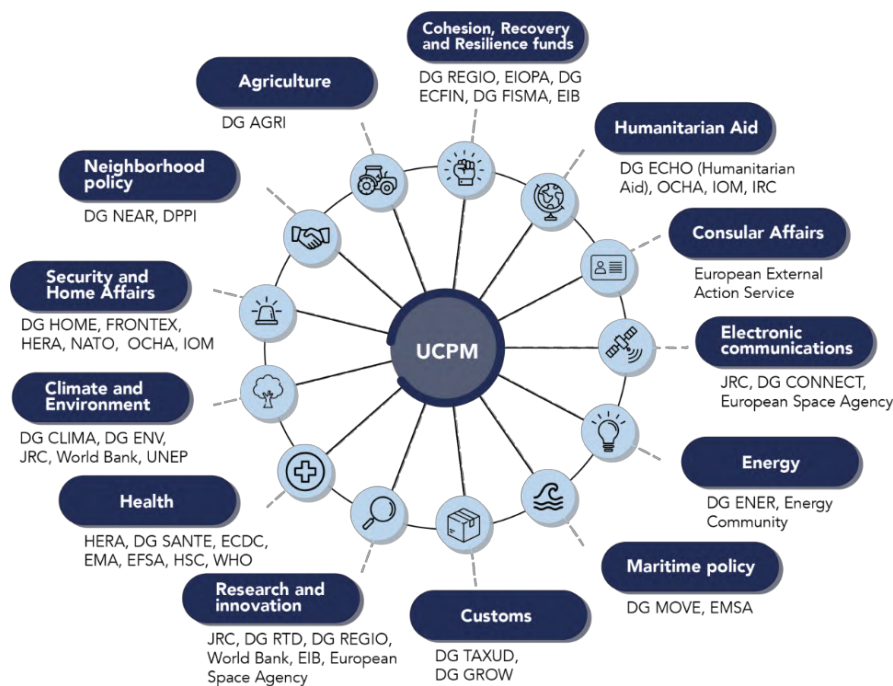 Cohesion, Recovery
and Resilience funds
DG REGIO, EIOPA, DG
ECFIN, DG FISMA, EIB
Agriculture
DG AGRI
Humanitarian Aid
DG ECHO (Humanitarian
Aid), OCHA, IOM, IRC
Neighborhood
policy
DG NEAR, DPPI
Consular Affairs
European External
Action Service
Security and
Home Affairs
DG HOME, FRONTEX,
HERA, NATO, OCHA, IOM
UCPM
Electronic
communications
JRC, DG CONNECT,
European Space Agency
Climate and
Environment
DG CLIMA, DG ENV,
JRC, World Bank, UNEP
Energy
DG ENER, Energy
Community
Health
HERA, DG SANTE, ECDC,
EMA, EFSA, HSC, WHO
Maritime policy
DG MOVE, EMSA
Research and
innovation
JRC, DG RTD, DG REGIO,
World Bank, EIB, European
Space Agency
Customs
DG TAXUD,
DG GROW